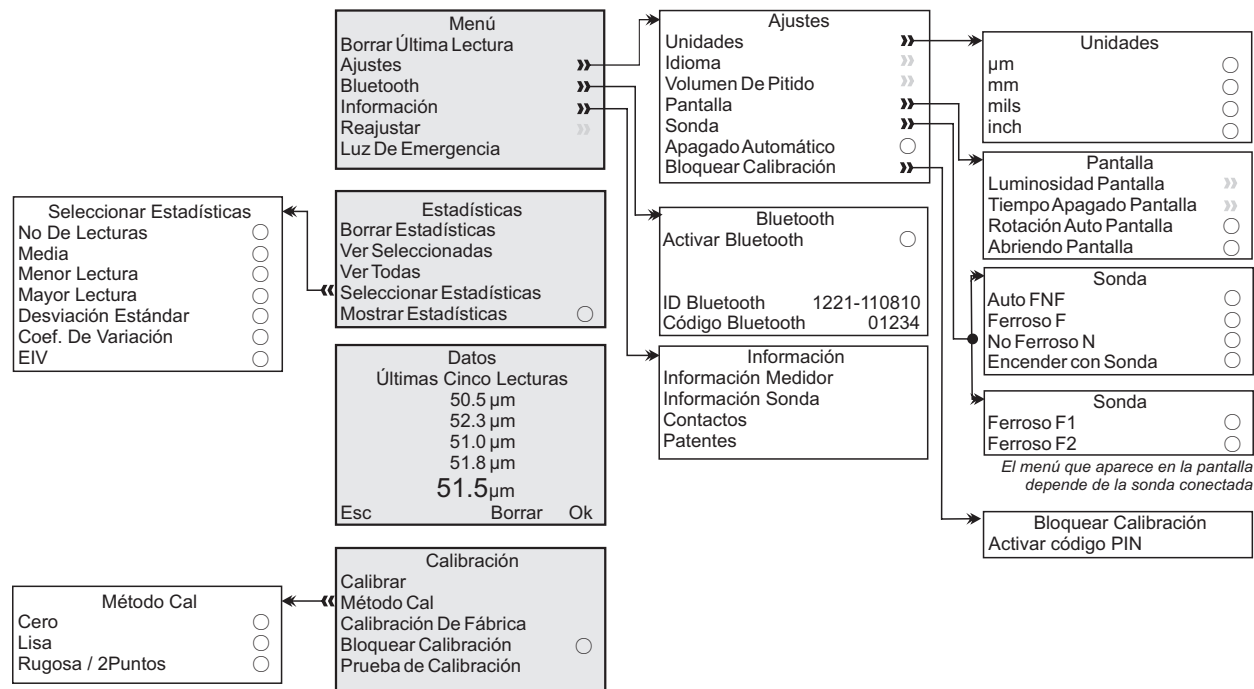 Menú
Borrar Última Lectura
Ajustes
Bluetooth
Información
Reajustar
Luz De Emergencia
Ajustes
Unidades
Idioma
Volumen De Pitido
Pantalla
Sonda
Apagado Automático
Bloquear Calibración
Unidades
µm
mm
mils
inch
Pantalla
Luminosidad Pantalla
Tiempo Apagado Pantalla
Rotación Auto Pantalla
Abriendo Pantalla
Seleccionar Estadísticas
No De Lecturas
Media
Menor Lectura
Mayor Lectura
Desviación Estándar
Coef. De Variación
EIV
Estadísticas
Borrar Estadísticas
Ver Seleccionadas
Ver Todas
Seleccionar Estadísticas
Mostrar Estadísticas
Bluetooth
Activar Bluetooth
ID Bluetooth 1221-110810
Código Bluetooth 01234
Sonda
Auto FNF
Ferroso F
No Ferroso N
Encender con Sonda
Datos
Últimas Cinco Lecturas
50.5 µm
52.3 µm
51.0 µm
51.8 µm
51.5µm
Esc Borrar Ok
Información
Información Medidor
Información Sonda
Contactos
Patentes
Sonda
Ferroso F1
Ferroso F2
El menú que aparece en la pantalla
depende de la sonda conectada
Bloquear Calibración
Activar código PIN
Método Cal
Cero
Lisa
Rugosa / 2Puntos
Calibración
Calibrar
Método Cal
Calibración De Fábrica
Bloquear Calibración
Prueba de Calibración